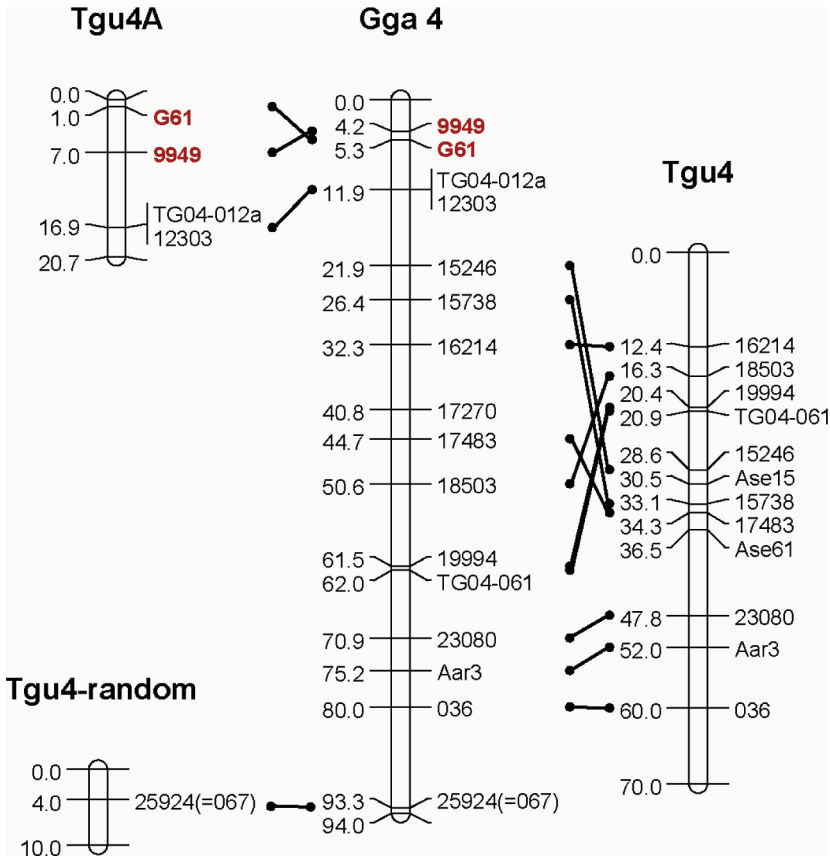 Tgu4A
0.0
1.0 G61
7.0 9949
16.9 TG04-012a
12303
20.7
Gga 4
0.0
4.2 9949
5.3 G61
11.9 TG04-012a
12303
21.9 15246
26.4 15738
32.3 16214
40.8 17270
44.7 17483
50.6 18503
61.5 19994
62.0 TG04-061
70.9 23080
75.2 Aar3
80.0 036
93.3 25924(=067)
94.0
Tgu4
0.0
12.4 16214
16.3 18503
20.4 19994
20.9 TG04-061
28.6 15246
30.5 Ase15
33.1 15738
34.3 17483
36.5 Ase61
47.8 23080
52.0 Aar3
60.0 036
70.0
Tgu4-random
0.0
4.0 25924(=067)
10.0